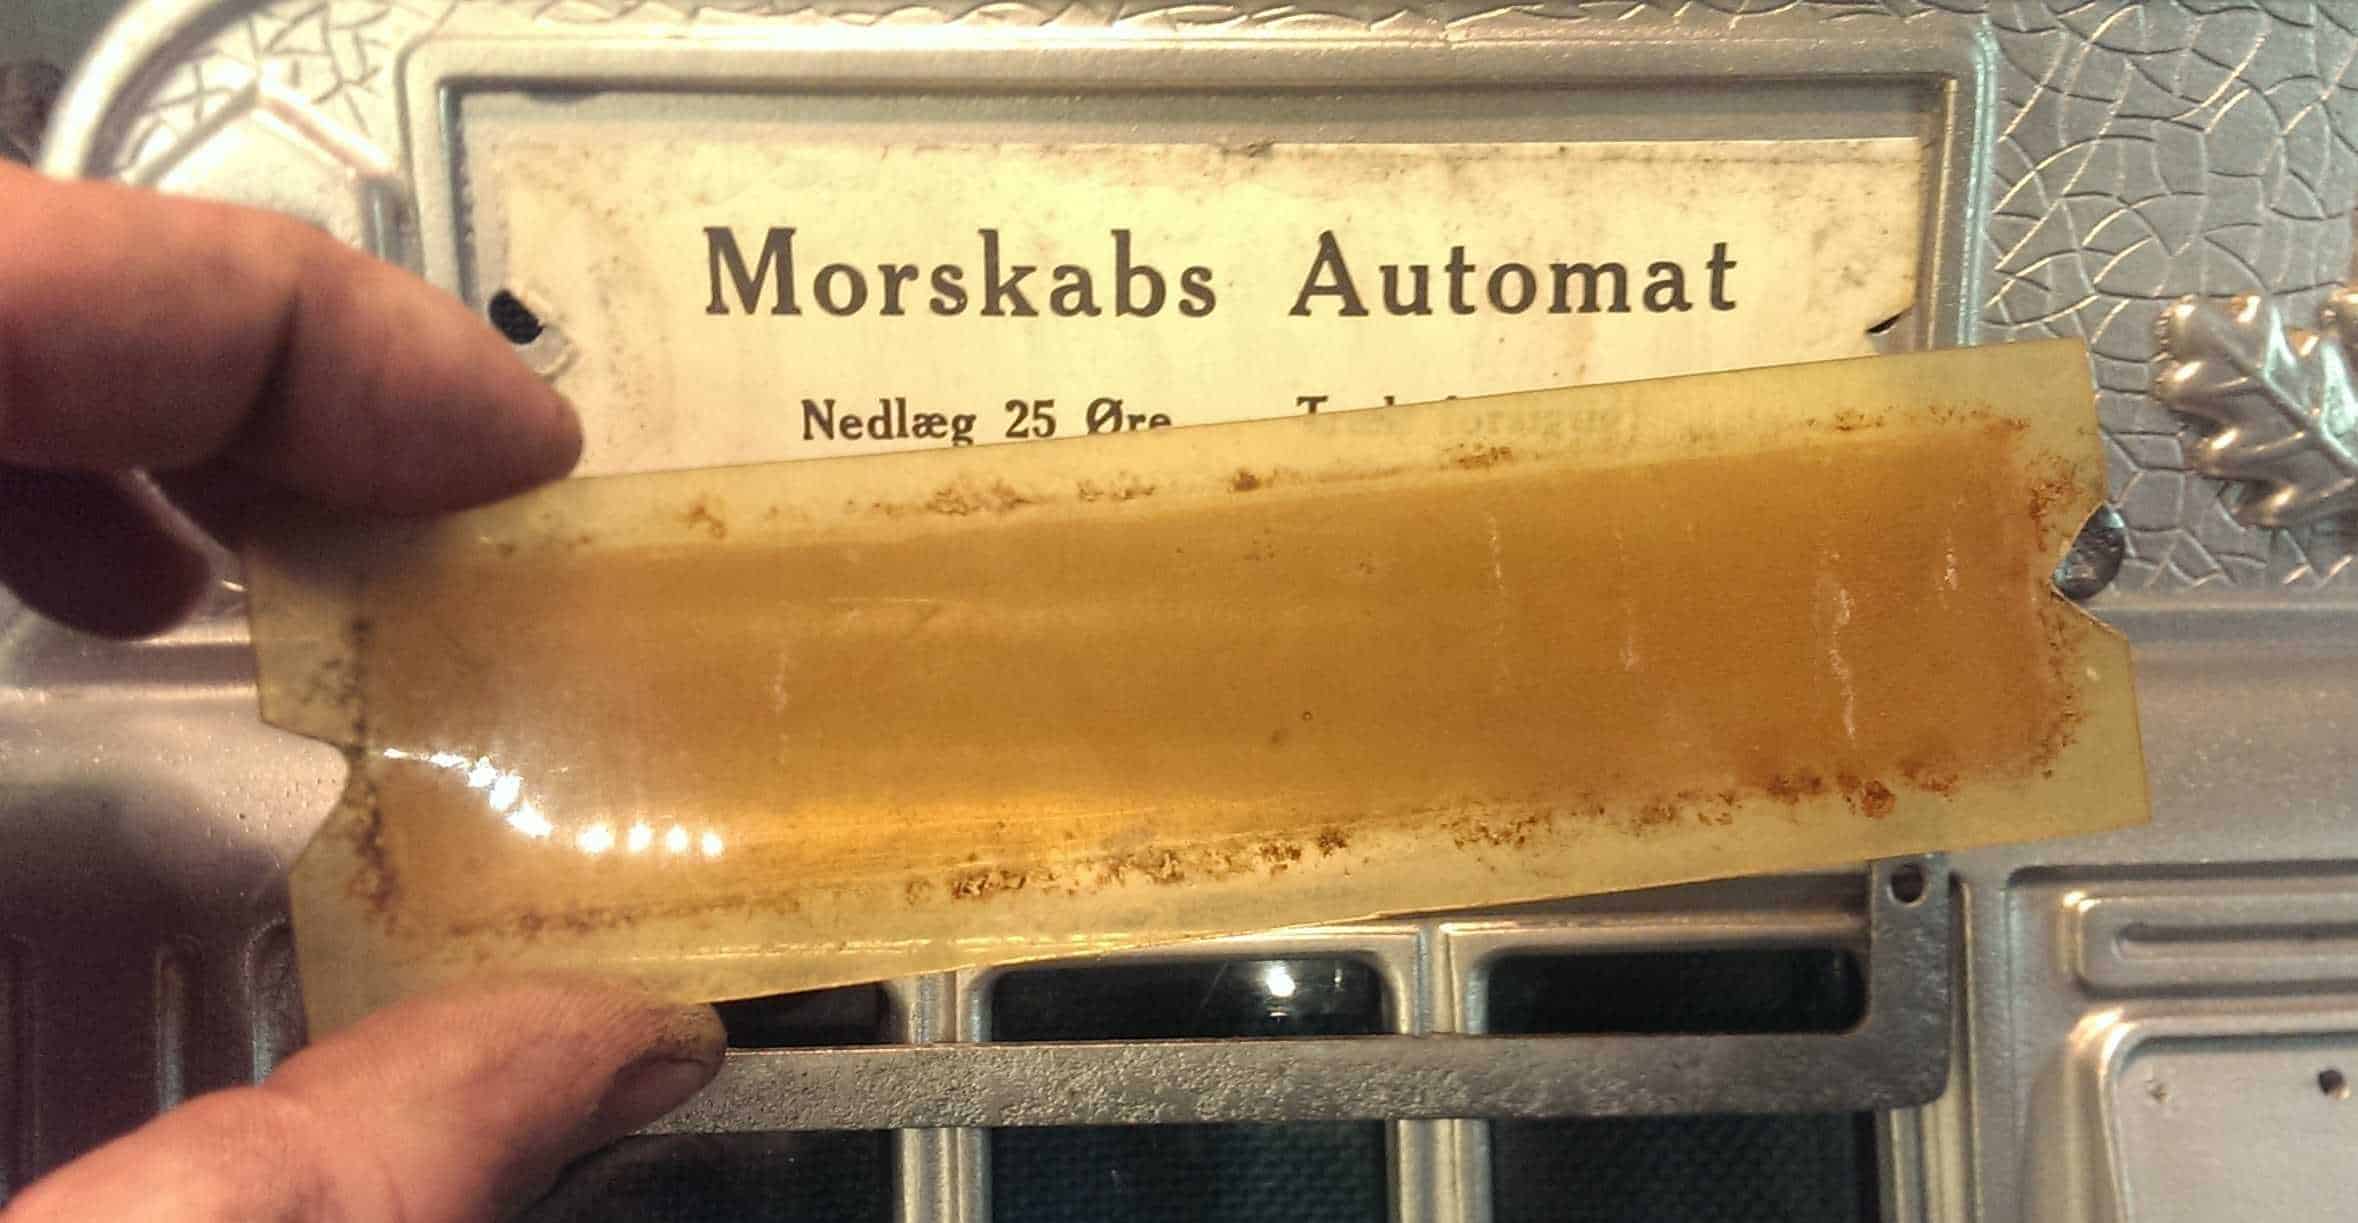 Morskabs Automat
Nedlæg 25 Øre